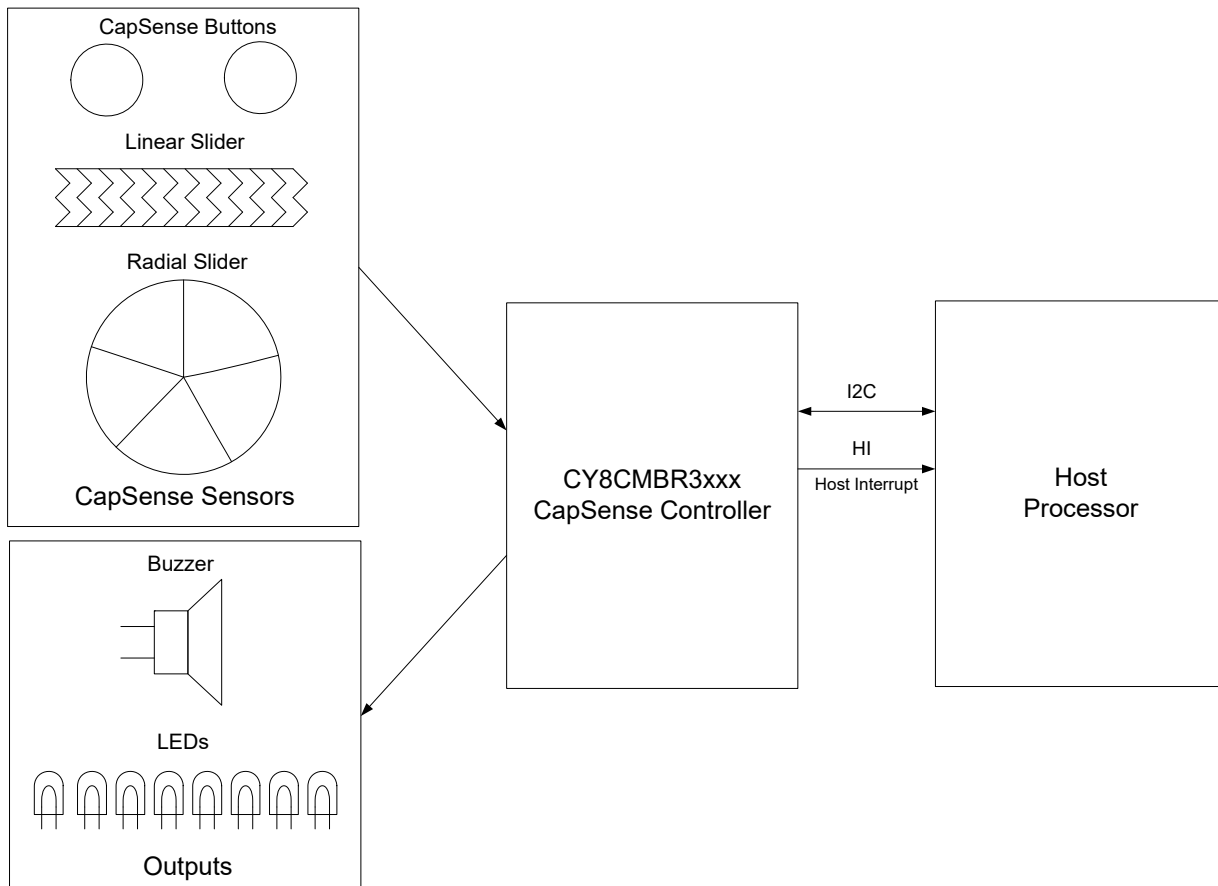 CapSense Buttons
Linear Slider
Radial Slider
CapSense Sensors
Buzzer
LEDs
Outputs
CY8CMBR3xxx
CapSense Controller
I2C
HI
Host Interrupt
Host
Processor